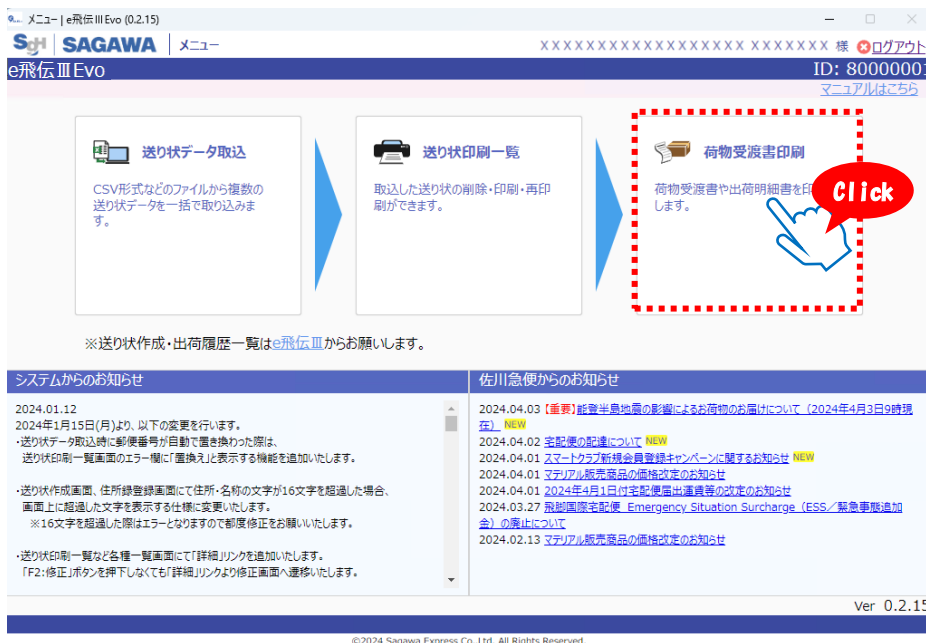 メニュー | e飛伝ⅢEvo (0.2.15)
SGH SAGAWA メニュー XXXXXXXXXXXXXXXXXX XXXXXXX 様 ログアウト
e飛伝ⅢEvo ID: 80000001
マニュアルはこちら
送り状データ取込
CSV形式などのファイルから複数の
送り状データを一括で取り込みま
す。
送り状印刷一覧
取込した送り状の削除・印刷・再印
刷ができます。
荷物受渡書印刷
荷物受渡書や出荷明細書を印
します。
Click
※送り状作成・出荷履歴一覧はe飛伝Ⅲからお願いします。
システムからのお知らせ
2024.01.12
2024年1月15日(月)より、以下の変更を行います。
・送り状データ取込時に郵便番号が自動で置き換わった際は、
送り状印刷一覧画面のエラー欄に「置換え」と表示する機能を追加いたします。
・送り状作成画面、住所録登録画面にて住所・名称の文字が16文字を超過した場合、
画面上に超過した文字を表示する仕様に変更いたします。
※16文字を超過した際はエラーとなりますので都度修正をお願いいたします。
・送り状印刷一覧など各種一覧画面にて「詳細」リンクを追加いたします。
「F2:修正」ボタンを押下しなくても「詳細」リンクより修正画面へ遷移いたします。
佐川急便からのお知らせ
2024.04.03 【重要】能登半島地震の影響によるお荷物のお届けについて（2024年4月3日9時現
在） NEW
2024.04.02 宅配便の配達について NEW
2024.04.01 スマートクラブ新規会員登録キャンペーンに関するお知らせ NEW
2024.04.01 マテリアル販売商品の価格改定のお知らせ
2024.04.01 2024年4月1日付宅配便届出運賃等の改定のお知らせ
2024.03.27 飛脚国際宅配便 Emergency Situation Surcharge（ESS／緊急事態追加
金）の廃止について
2024.02.13 マテリアル販売商品の価格改定のお知らせ
Ver 0.2.15
©2024 Sagawa Express Co.,Ltd. All Rights Reserved.